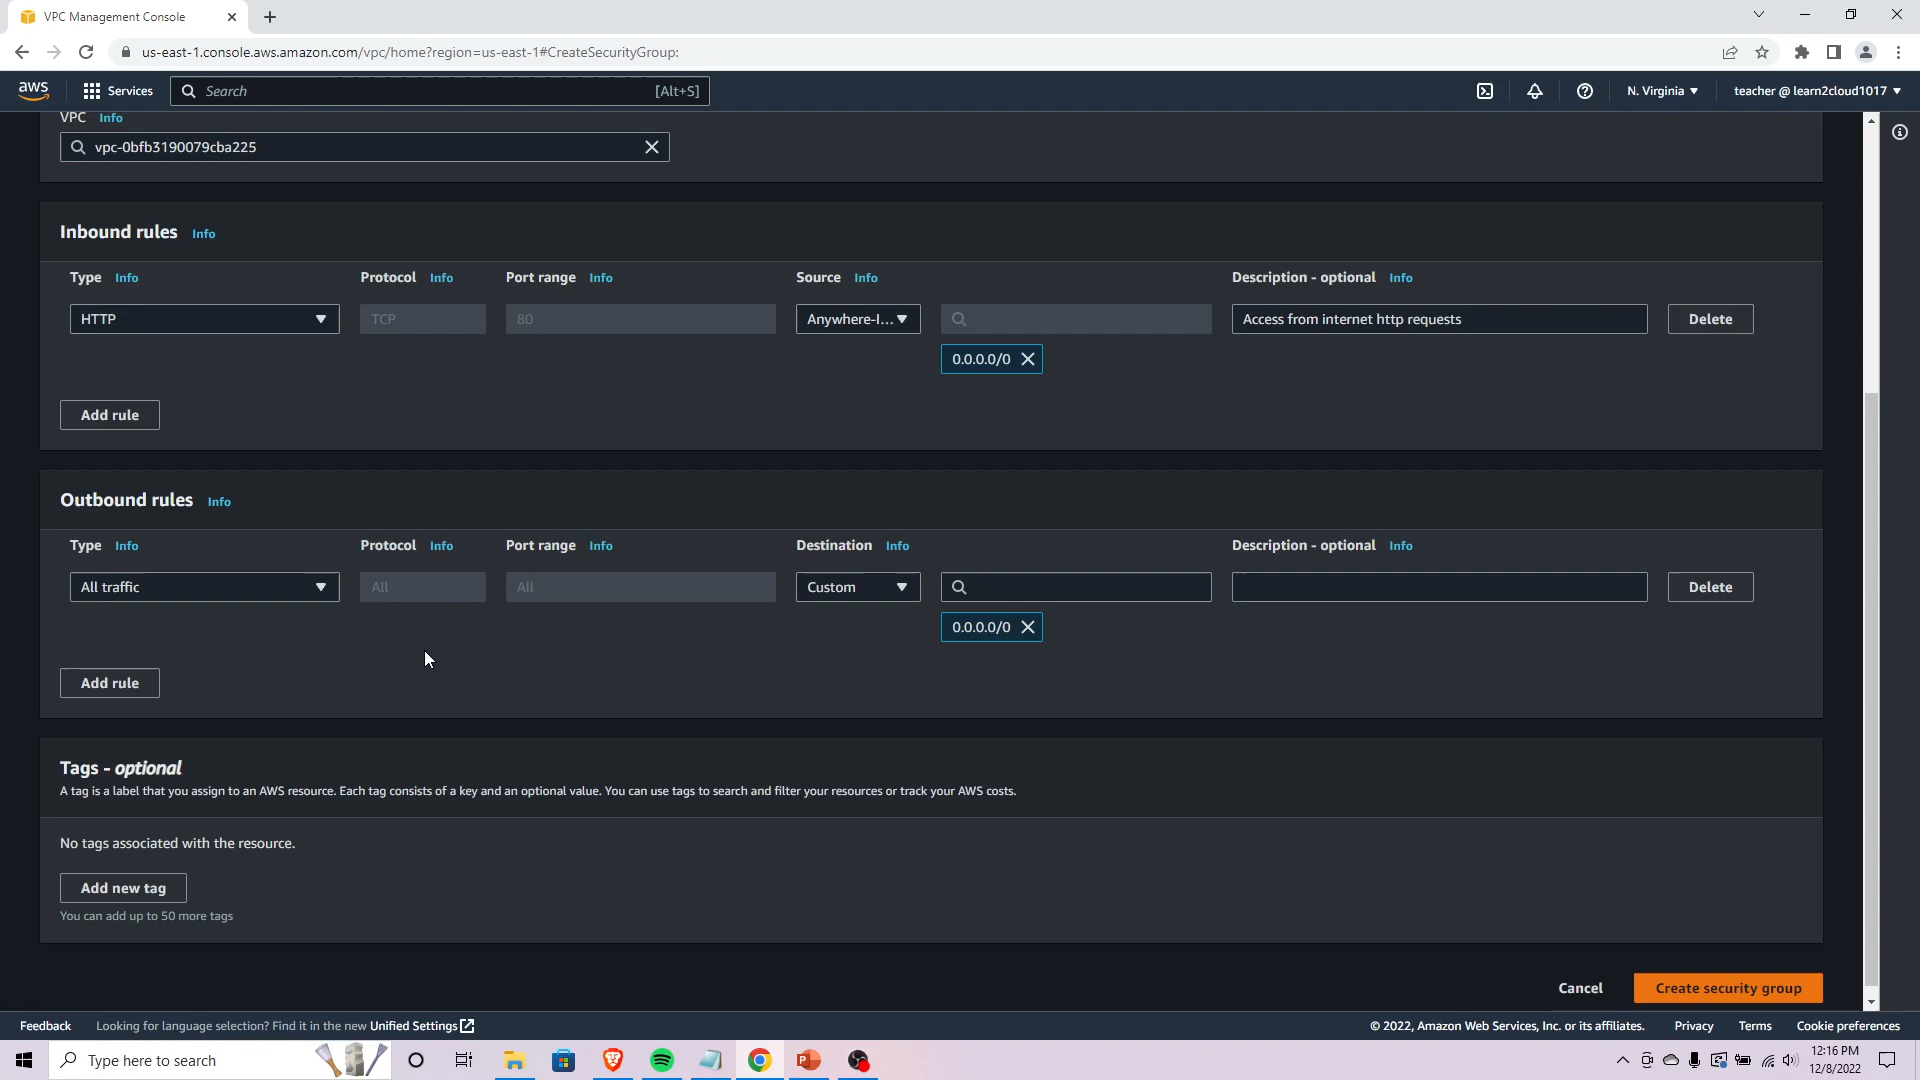 VPC Management Console
us-east-1.console.aws.amazon.com/vpc/home?region=us-east-1#CreateSecurityGroup:
aws Services Search [Alt+S] N. Virginia teacher @ learn2cloud1017
VPC Info
vpc-0bfb3190079cba225
Inbound rules Info
Type Info Protocol Info Port range Info Source Info Description - optional Info
HTTP TCP 80 Anywhere-I... Access from internet http requests Delete
0.0.0.0/0
Add rule
Outbound rules Info
Type Info Protocol Info Port range Info Destination Info Description - optional Info
All traffic All All Custom Delete
0.0.0.0/0
Add rule
Tags - optional
A tag is a label that you assign to an AWS resource. Each tag consists of a key and an optional value. You can use tags to search and filter your resources or track your AWS costs.
No tags associated with the resource.
Add new tag
You can add up to 50 more tags
Cancel Create security group
Feedback Looking for language selection? Find it in the new Unified Settings © 2022, Amazon Web Services, Inc. or its affiliates. Privacy Terms Cookie preferences
Type here to search 12:16 PM
12/8/2022